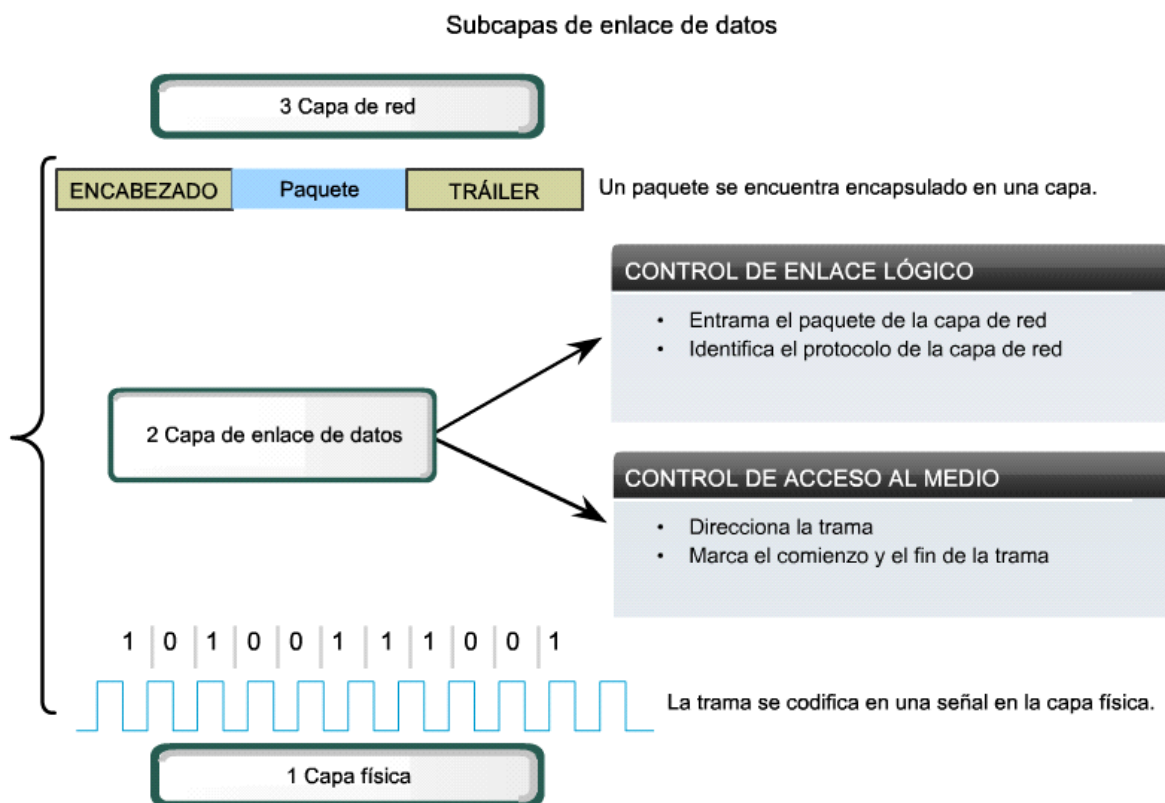 Subcapas de enlace de datos
3 Capa de red
ENCABEZADO Paquete TRÁILER
Un paquete se encuentra encapsulado en una capa.
CONTROL DE ENLACE LÓGICO
• Entrama el paquete de la capa de red
• Identifica el protocolo de la capa de red
2 Capa de enlace de datos
CONTROL DE ACCESO AL MEDIO
• Direcciona la trama
• Marca el comienzo y el fin de la trama
1 0 1 0 0 1 1 1 0 0 1
La trama se codifica en una señal en la capa física.
1 Capa física